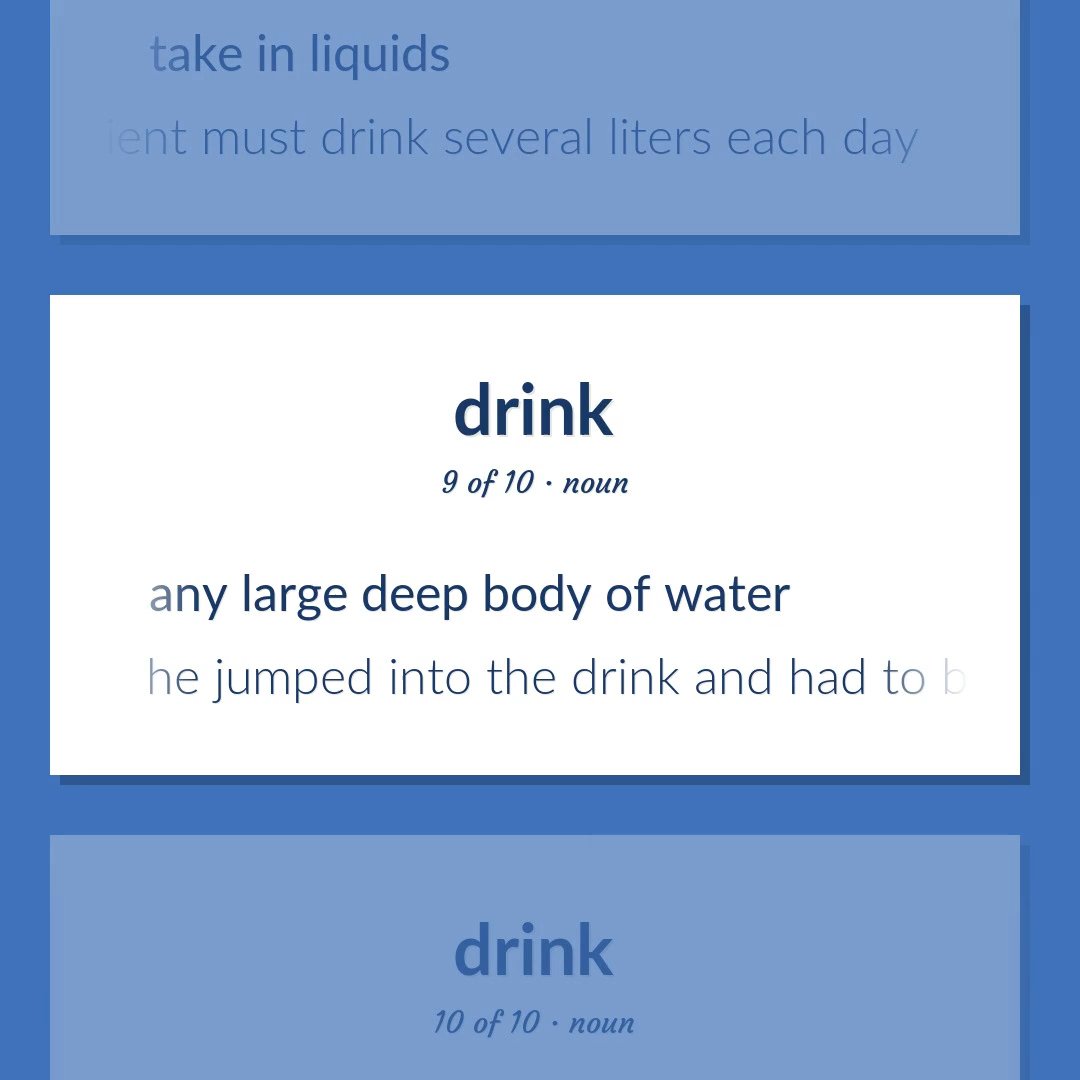 take in liquids
must drink several liters each day
drink
9 of 10 · noun
any large deep body of water
he jumped into the drink and had to
drink
10 of 10 · noun